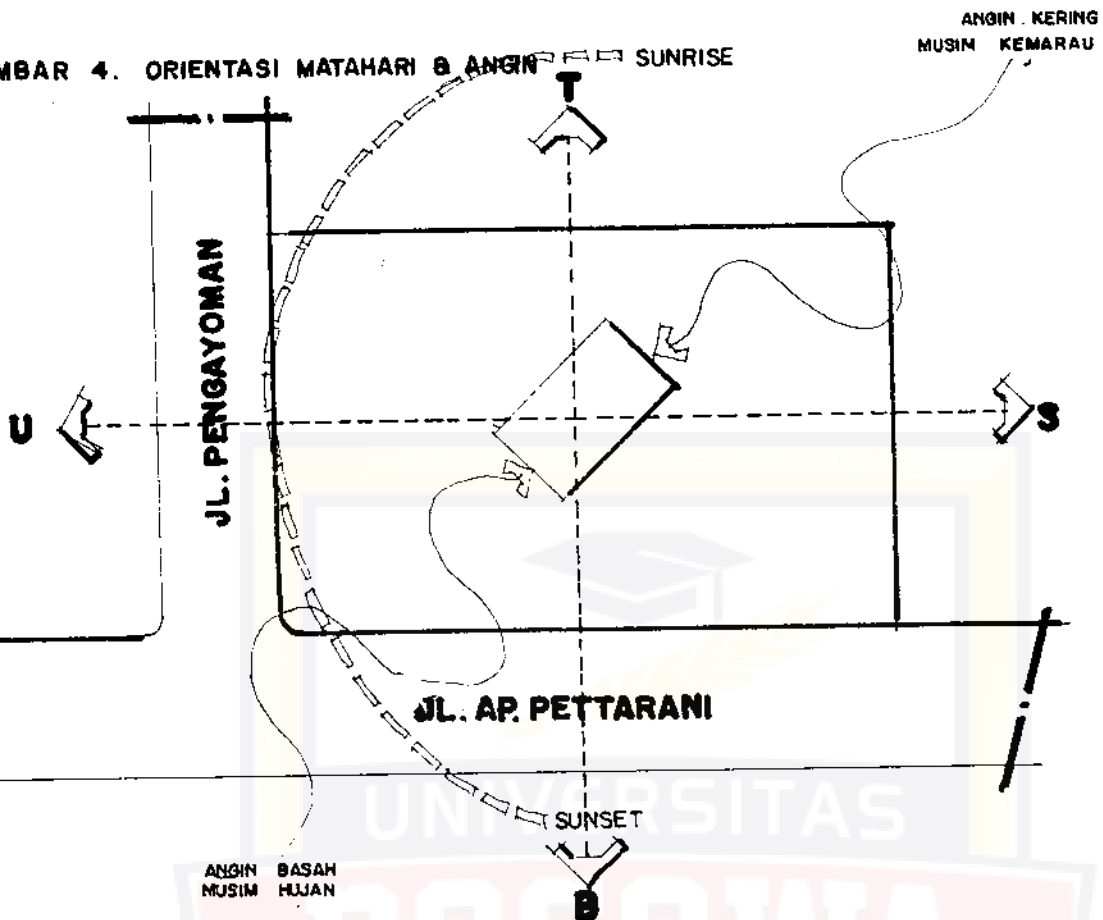 ANGIN . KERING
MUSIM KEMARAU
MBAR 4. ORIENTASI MATAHARI & ANGIN
SUNRISE
T
JL. PENGAYOMAN
U
S
JL. AP. PETTARANI
UNIVERSITAS
SUNSET
ANGIN BASAH
MUSIM HUJAN
B
BOSOWA